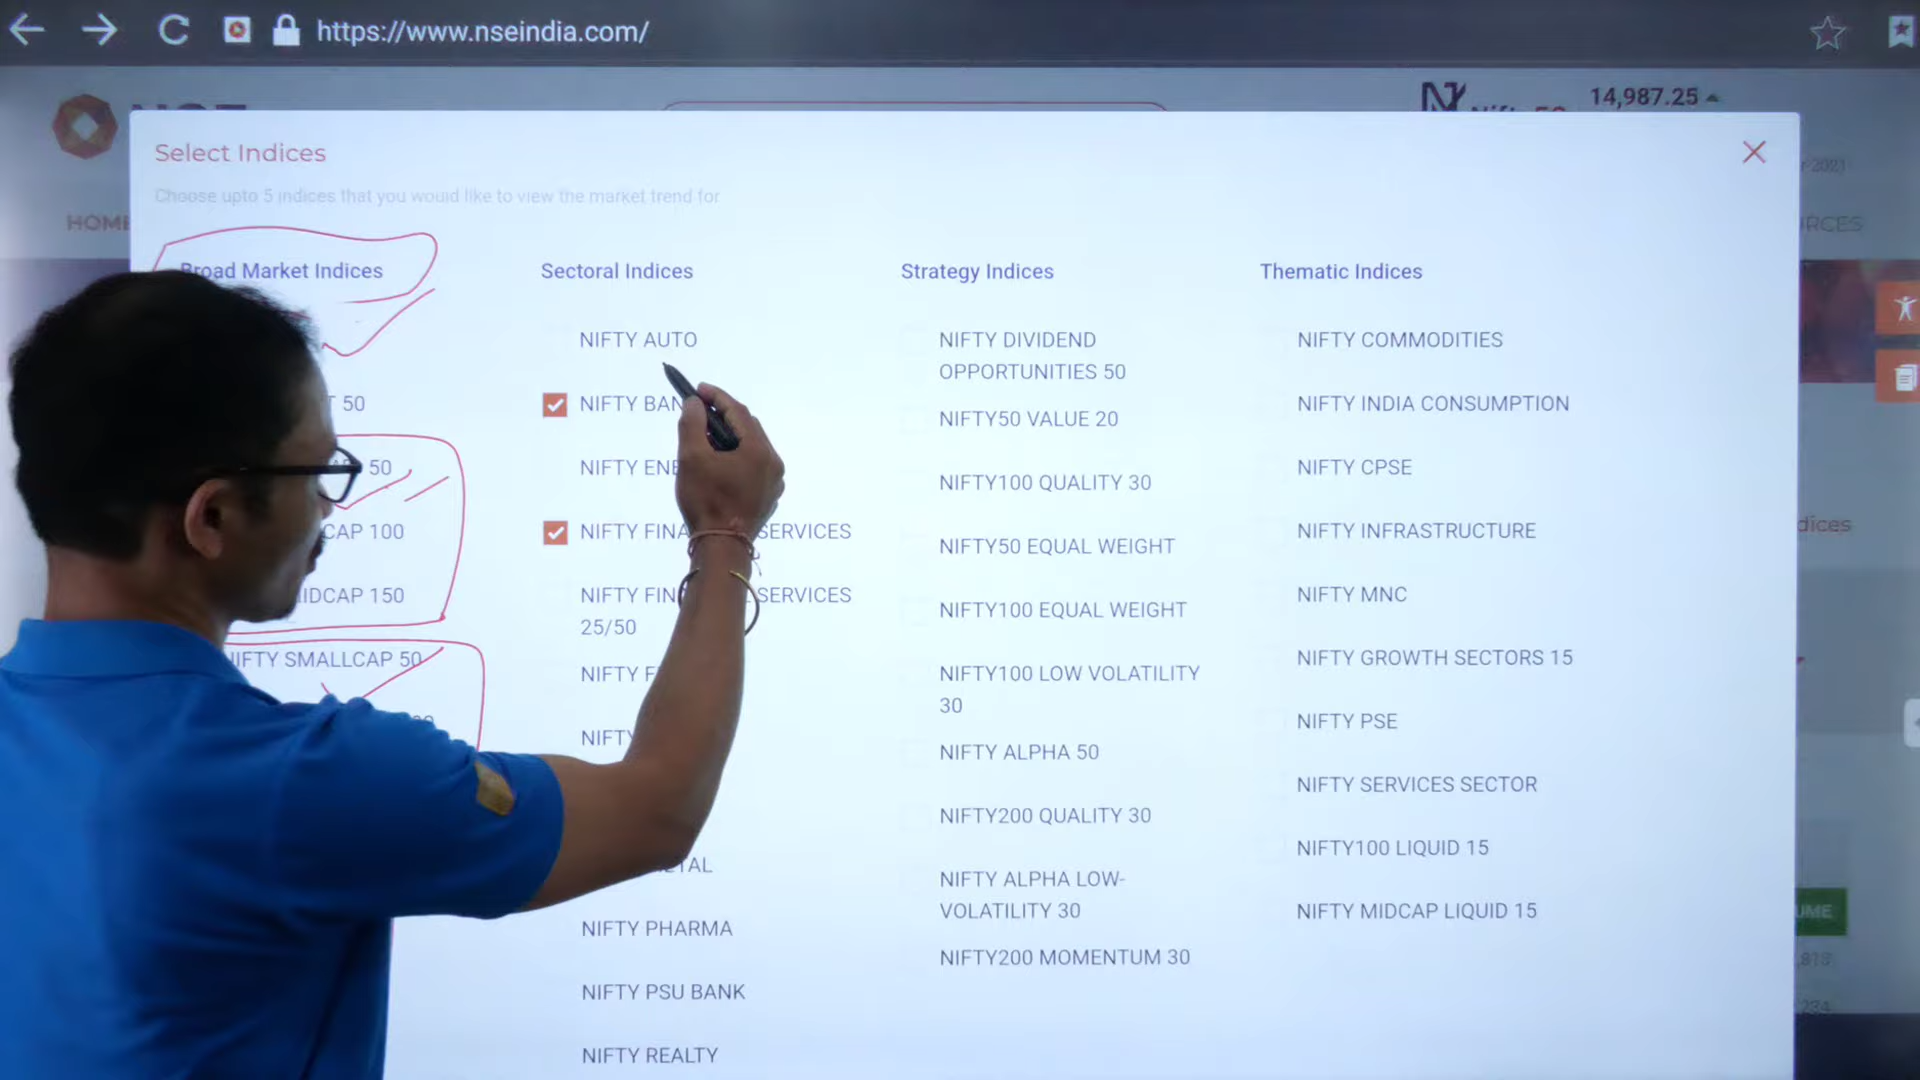 https://www.nseindia.com/
14,987.25
Select Indices
Choose upto 5 indices that you would like to view the market trend for
HOME
2021
Broad Market Indices
50
50
CAP 100
MIDCAP 150
NIFTY SMALLCAP 50
Sectoral Indices
NIFTY AUTO
NIFTY BAN
NIFTY ENE
NIFTY FINA SERVICES
NIFTY FIN SERVICES
25/50
NIFTY F
NIFTY
TAL
NIFTY PHARMA
NIFTY PSU BANK
NIFTY REALTY
Strategy Indices
NIFTY DIVIDEND
OPPORTUNITIES 50
NIFTY50 VALUE 20
NIFTY100 QUALITY 30
NIFTY50 EQUAL WEIGHT
NIFTY100 EQUAL WEIGHT
NIFTY100 LOW VOLATILITY
30
NIFTY ALPHA 50
NIFTY200 QUALITY 30
NIFTY ALPHA LOW-
VOLATILITY 30
NIFTY200 MOMENTUM 30
Thematic Indices
NIFTY COMMODITIES
NIFTY INDIA CONSUMPTION
NIFTY CPSE
NIFTY INFRASTRUCTURE
NIFTY MNC
NIFTY GROWTH SECTORS 15
NIFTY PSE
NIFTY SERVICES SECTOR
NIFTY100 LIQUID 15
NIFTY MIDCAP LIQUID 15